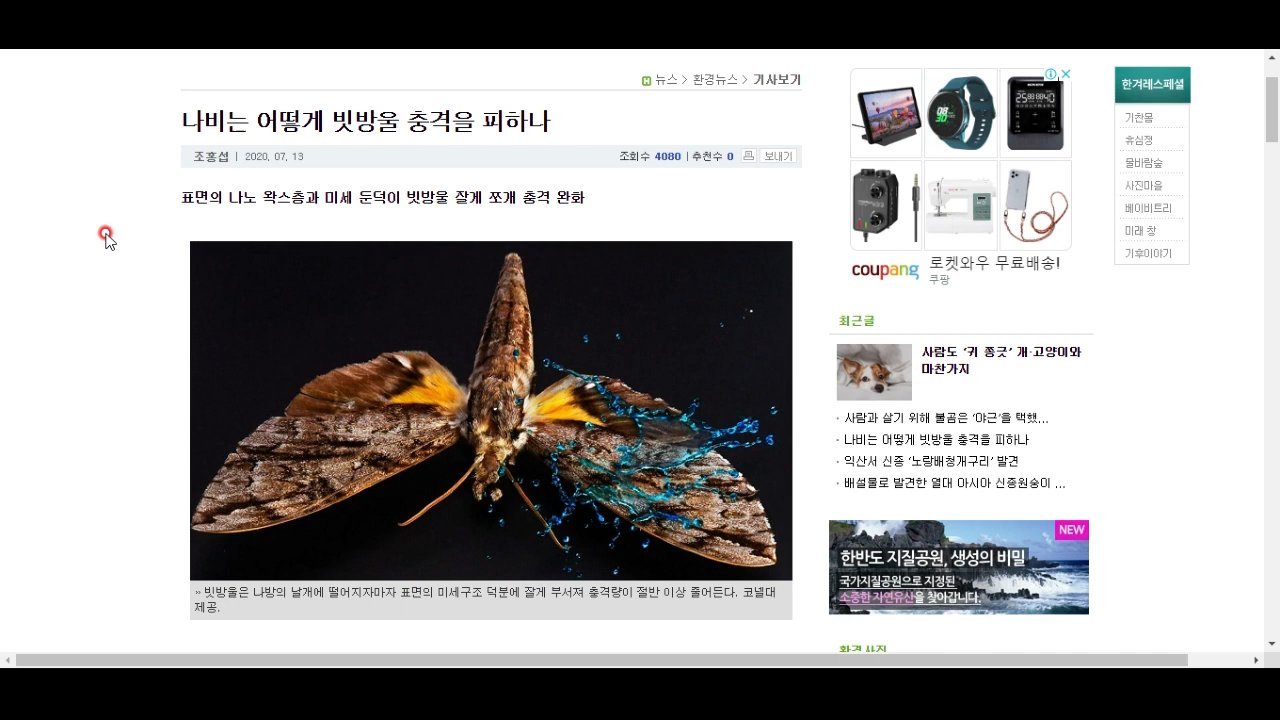 뉴스 > 환경뉴스 > 기사보기
나비는 어떻게 빗방울 충격을 피하나
조홍섭 | 2020. 07. 13
조회수 4080 | 추천수 0 보내기
표면의 나노 왁스층과 미세 둔덕이 빗방울 잘게 쪼개 충격 완화
» 빗방울은 나방의 날개에 떨어지자마자 표면의 미세구조 덕분에 잘게 부서져 충격량이 절반 이상 줄어든다. 코넬대
제공.
coupang
로켓와우 무료배송!
쿠팡
최근글
사람도 ‘귀 쫑긋’ 개·고양이와
마찬가지
· 사람과 살기 위해 불곰은 ‘야근’을 택했...
· 나비는 어떻게 빗방울 충격을 피하나
· 익산서 신종 ‘노랑배청개구리’ 발견
· 배설물로 발견한 열대 아시아 신종원숭이 ...
NEW
한반도 지질공원, 생성의 비밀
국가지질공원으로 지정된
소중한 자연유산을 찾아갑니다.
환경사진
한겨레스페셜
기찬몸
휴심정
물바람숲
사진마을
베이비트리
미래 창
기후이야기